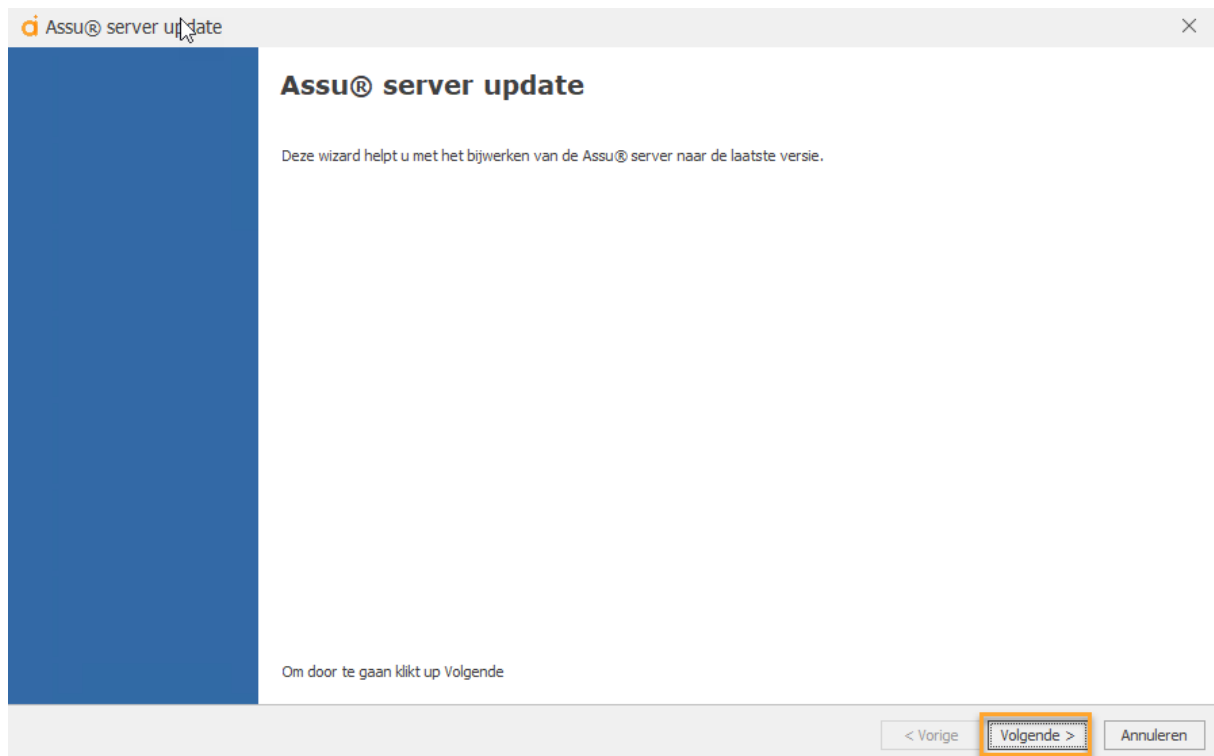 Assu® server update
Assu® server update
Deze wizard helpt u met het bijwerken van de Assu® server naar de laatste versie.
Om door te gaan klikt up Volgende
< Vorige
Volgende >
Annuleren